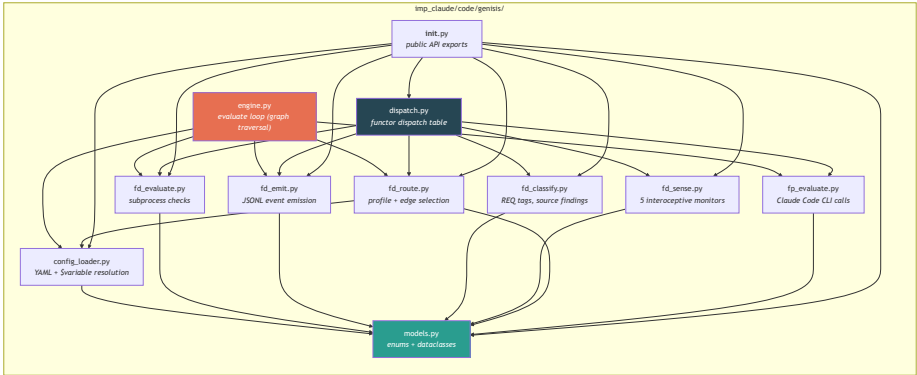 imp_claude/code/genisis/
init.py
public API exports
engine.py
evaluate loop (graph
traversal)
dispatch.py
functor dispatch table
fd_evaluate.py
subprocess checks
fd_emit.py
JSONL event emission
fd_route.py
profile + edge selection
fd_classify.py
REQ tags, source findings
fd_sense.py
5 interoceptive monitors
fp_evaluate.py
Claude Code CLI calls
config_loader.py
YAML + $variable resolution
models.py
enums + dataclasses